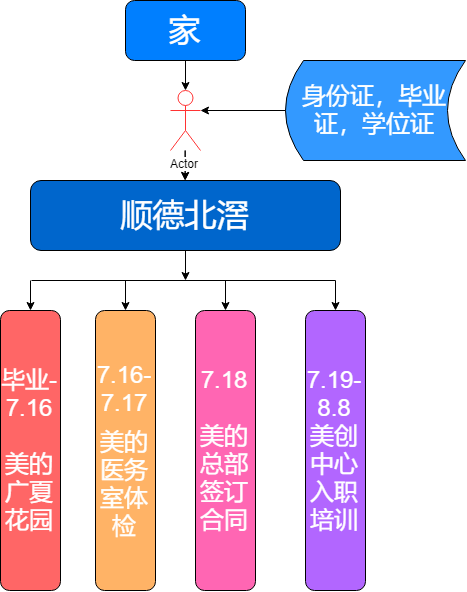 家
身份证，毕业
证，学位证
Actor
顺德北滘
毕业-
7.16
美的
广夏
花园
7.16-
7.17
美的
医务
室体
检
7.18
美的
总部
签订
合同
7.19-
8.8
美创
中心
入职
培训